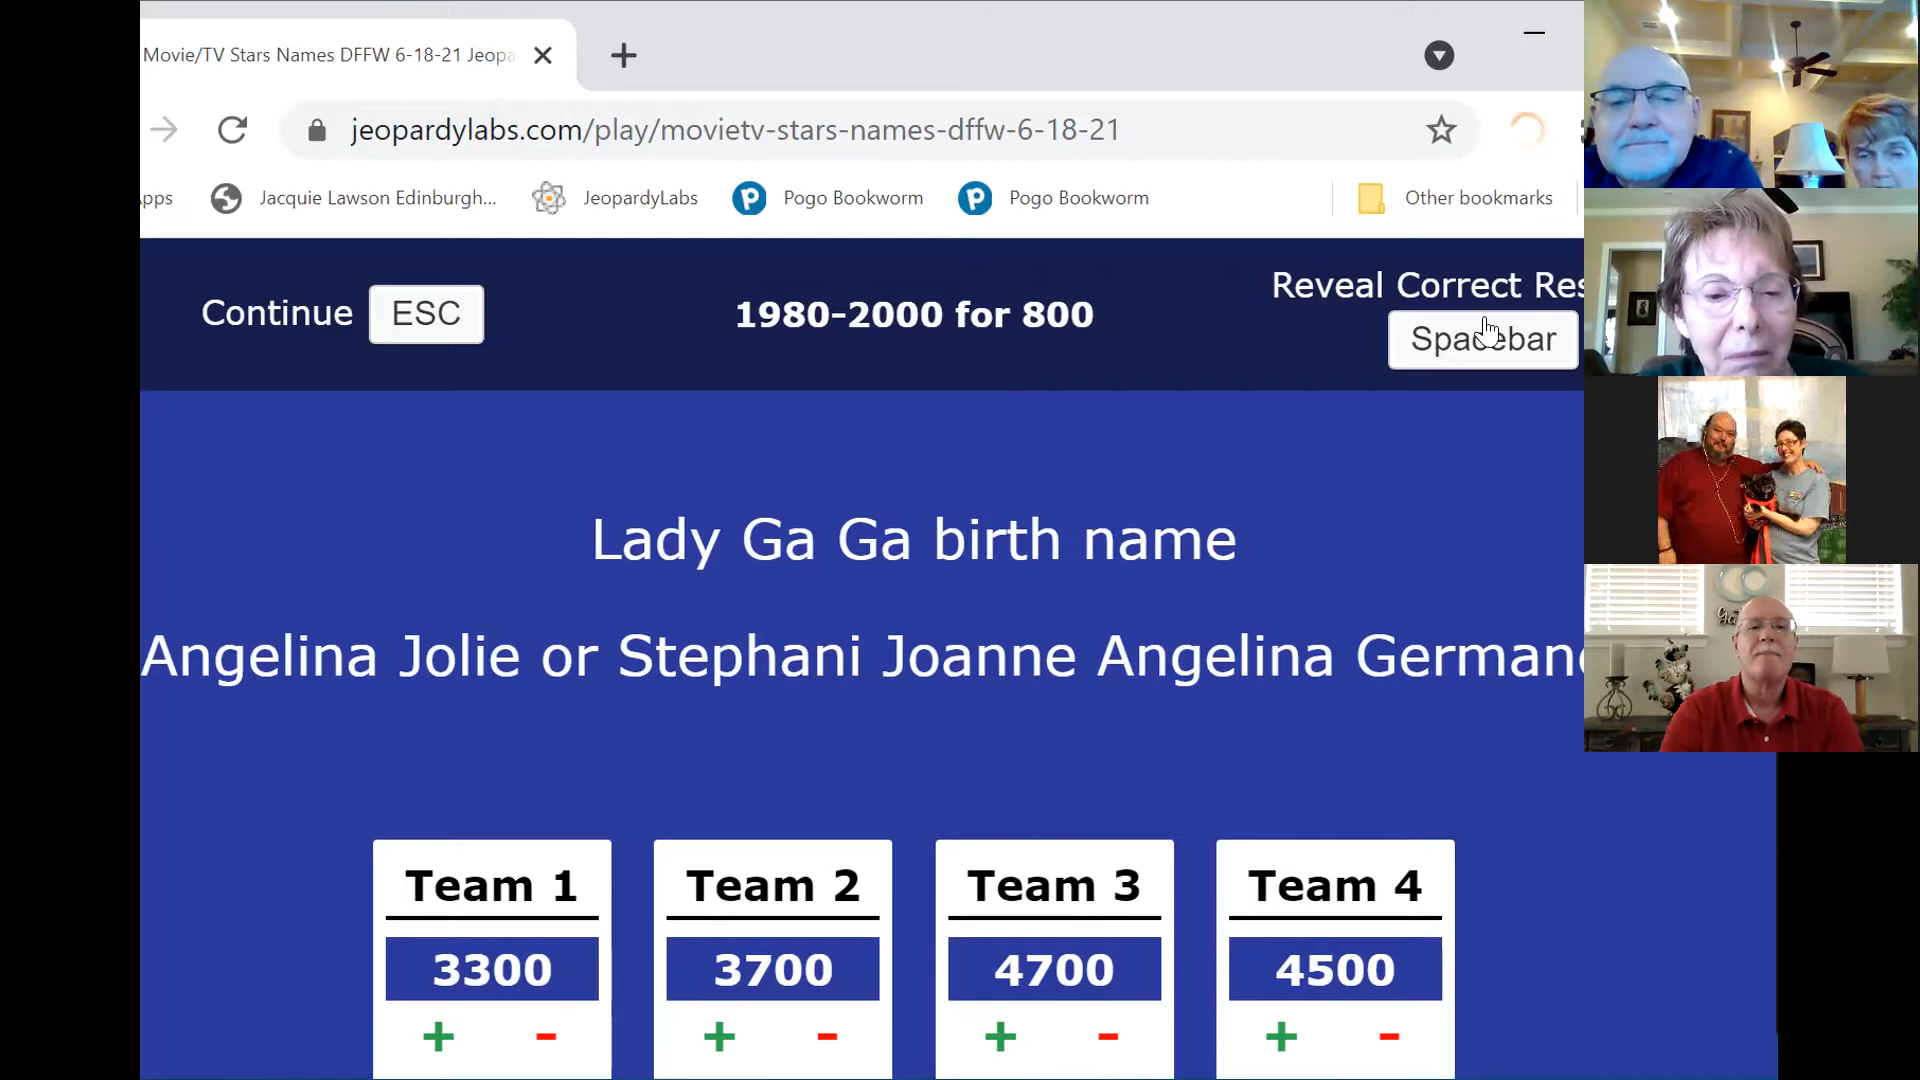 Movie/TV Stars Names DFFW 6-18-21 Jeopa
jeopardylabs.com/play/movietv-stars-names-dffw-6-18-21
pps Jacquie Lawson Edinburgh... JeopardyLabs Pogo Bookworm Pogo Bookworm Other bookmarks
Continue ESC 1980-2000 for 800 Reveal Correct Res
Spacebar
Lady Ga Ga birth name
Angelina Jolie or Stephani Joanne Angelina Germano
Team 1 Team 2 Team 3 Team 4
3300 3700 4700 4500
+ - + - + - + -